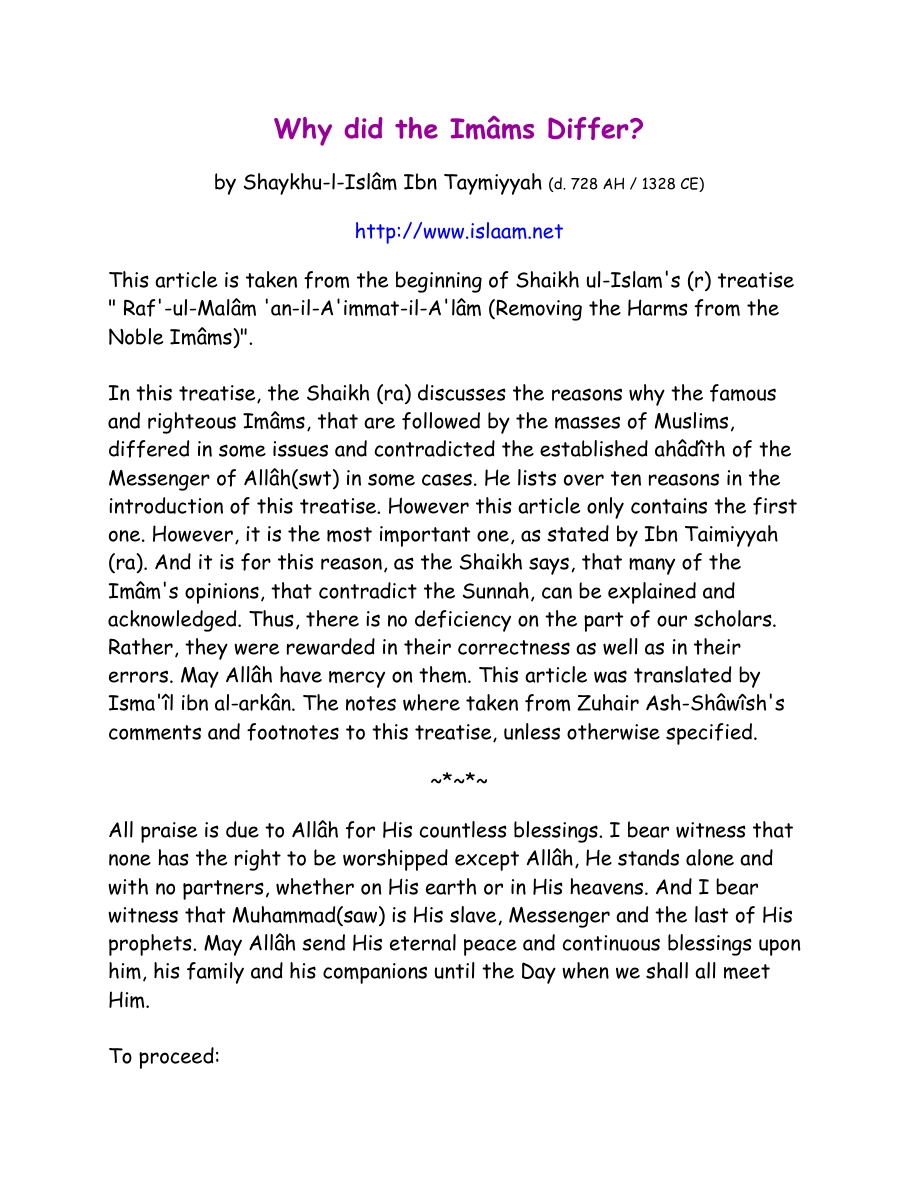 Why did the Imâms Differ?
by Shaykhu-l-Islâm Ibn Taymiyyah (d. 728 AH / 1328 CE)
http://www.islaam.net
This article is taken from the beginning of Shaikh ul-Islam's (r) treatise
" Raf'-ul-Malâm 'an-il-A'immat-il-A'lâm (Removing the Harms from the
Noble Imâms)".
In this treatise, the Shaikh (ra) discusses the reasons why the famous
and righteous Imâms, that are followed by the masses of Muslims,
differed in some issues and contradicted the established ahâdîth of the
Messenger of Allâh(swt) in some cases. He lists over ten reasons in the
introduction of this treatise. However this article only contains the first
one. However, it is the most important one, as stated by Ibn Taimiyyah
(ra). And it is for this reason, as the Shaikh says, that many of the
Imâm's opinions, that contradict the Sunnah, can be explained and
acknowledged. Thus, there is no deficiency on the part of our scholars.
Rather, they were rewarded in their correctness as well as in their
errors. May Allâh have mercy on them. This article was translated by
Isma'îl ibn al-arkân. The notes where taken from Zuhair Ash-Shâwîsh's
comments and footnotes to this treatise, unless otherwise specified.
~*~*~
All praise is due to Allâh for His countless blessings. I bear witness that
none has the right to be worshipped except Allâh, He stands alone and
with no partners, whether on His earth or in His heavens. And I bear
witness that Muhammad(saw) is His slave, Messenger and the last of His
prophets. May Allâh send His eternal peace and continuous blessings upon
him, his family and his companions until the Day when we shall all meet
Him.
To proceed: